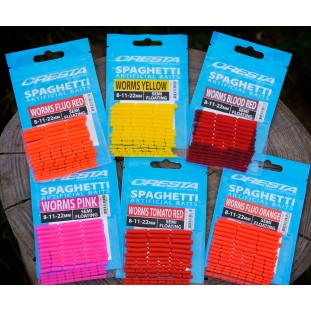 CRESTA
SPAGHETTI
ARTIFICIAL BAITS
WORMS FLUO RED
8-11-22MM
SEMI FLOATING
CRESTA
SPAGHETTI
ARTIFICIAL BAITS
WORMS YELLOW
8-11-22MM
SEMI FLOATING
CRESTA
SPAGHETTI
ARTIFICIAL BAITS
WORMS BLOOD RED
8-11-22MM
SEMI FLOATING
CRESTA
SPAGHETTI
ARTIFICIAL BAITS
WORMS PINK
8-11-22MM
SEMI FLOATING
CRESTA
SPAGHETTI
ARTIFICIAL BAITS
WORMS TOMATO RED
8-11-22MM
SEMI FLOATING
CRESTA
SPAGHETTI
ARTIFICIAL BAITS
WORMS FLUO ORANGE
8-11-22MM
SEMI FLOATING